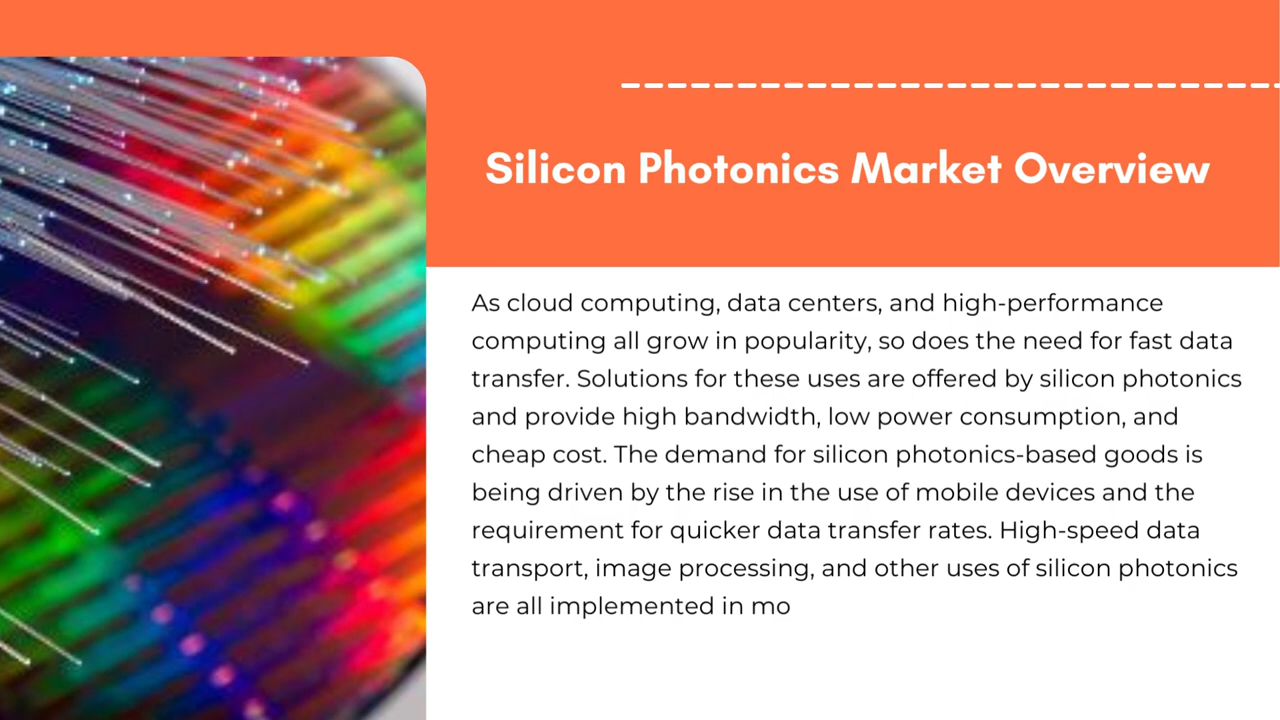 Silicon Photonics Market Overview
As cloud computing, data centers, and high-performance
computing all grow in popularity, so does the need for fast data
transfer. Solutions for these uses are offered by silicon photonics
and provide high bandwidth, low power consumption, and
cheap cost. The demand for silicon photonics-based goods is
being driven by the rise in the use of mobile devices and the
requirement for quicker data transfer rates. High-speed data
transport, image processing, and other uses of silicon photonics
are all implemented in mo